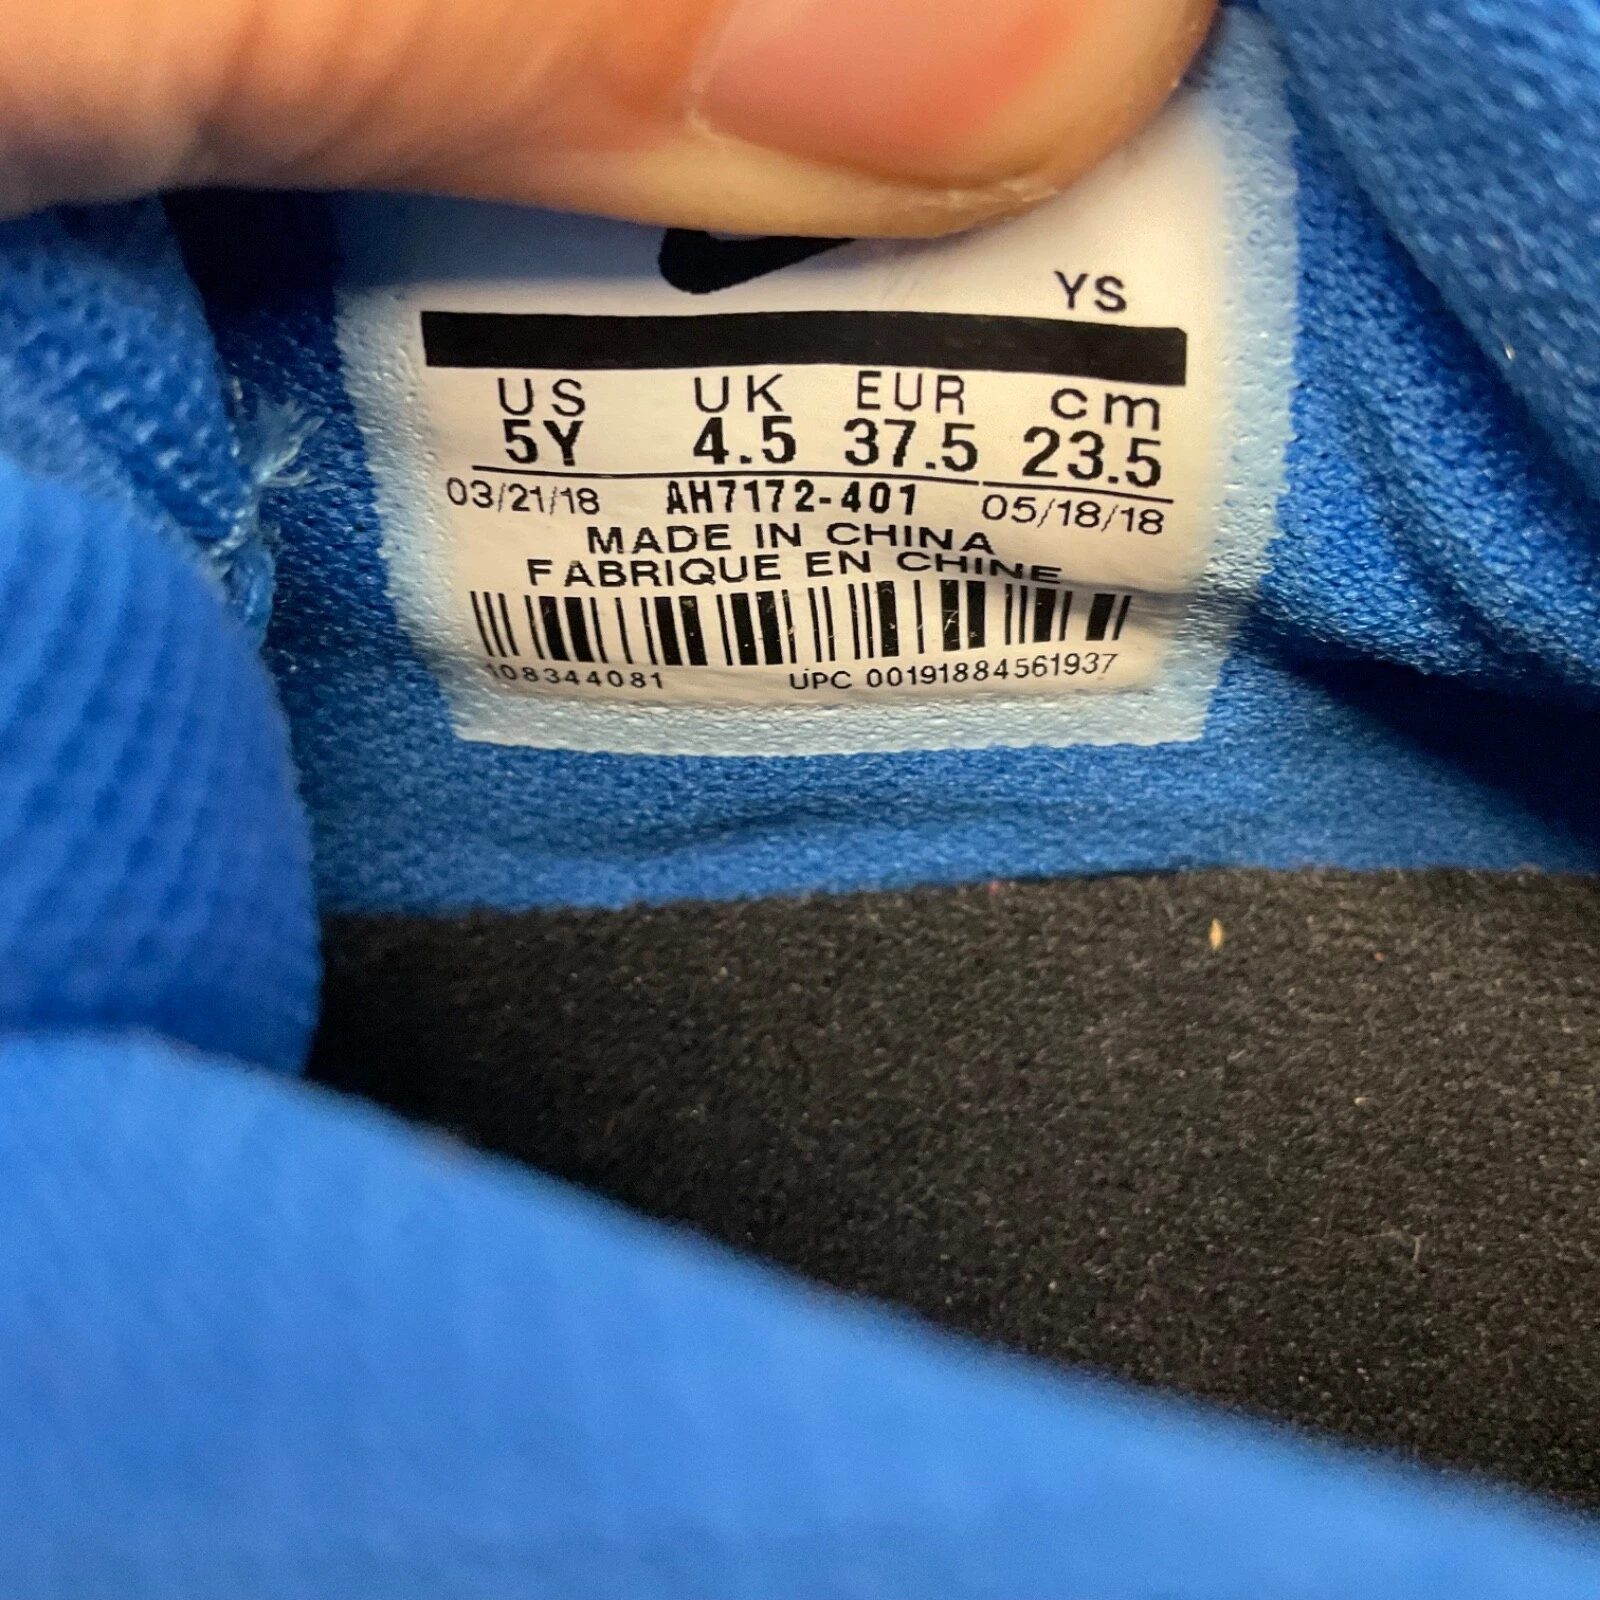 YS
US UK EUR cm
5Y 4.5 37.5 23.5
03/21/18 AH7172-401 05/18/18
MADE IN CHINA
FABRIQUE EN CHINE
108344081 UPC 00191884561937